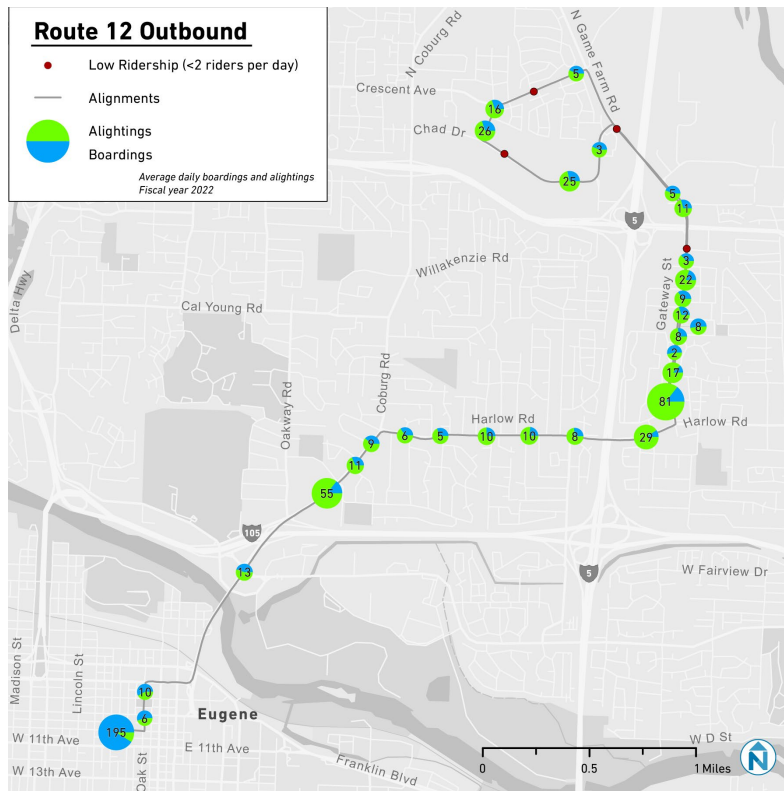 Route 12 Outbound
Low Ridership (<2 riders per day)
Alignments
Alightings
Boardings
Average daily boardings and alightings
Fiscal year 2022
N Coburg Rd
N Game Farm Rd
Crescent Ave
5
16
26
Chad Dr
3
25
5
11
5
Willakenzie Rd
Gateway St
3
22
9
12
8
8
2
17
81
Delta Hwy
Cal Young Rd
Oakway Rd
Coburg Rd
Harlow Rd
Harlow Rd
9
6
5
10
10
8
29
11
55
105
13
5
W Fairview Dr
Madison St
Lincoln St
10
6
Eugene
195
W 11th Ave
E 11th Ave
Oak St
W 13th Ave
Franklin Blvd
W D St
0
0.5
1 Miles
N